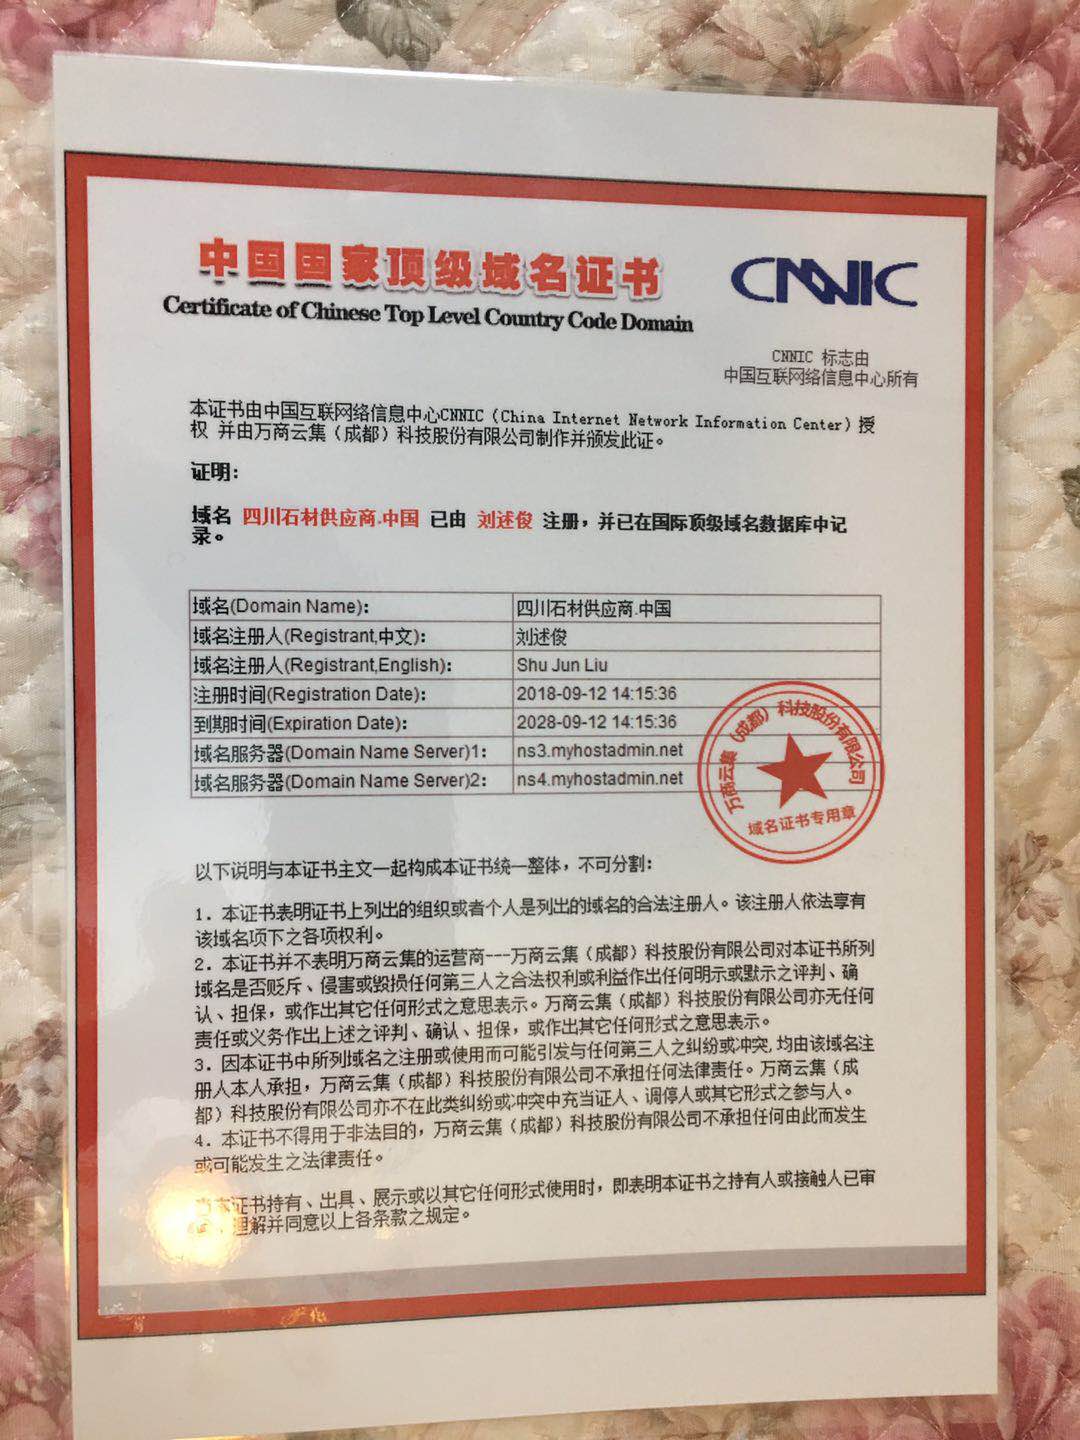 中国国家顶级域名证书
Certificate of Chinese Top Level Country Code Domain
CNNIC
CNNIC 标志由
中国互联网络信息中心所有
本证书由中国互联网络信息中心CNNIC（China Internet Network Information Center）授
权 并由万商云集（成都）科技股份有限公司制作并颁发此证。
证明：
域名 四川石材供应商.中国 已由 刘述俊 注册，并已在国际顶级域名数据库中记
录。
域名(Domain Name)： 四川石材供应商.中国
域名注册人(Registrant,中文)： 刘述俊
域名注册人(Registrant,English)： Shu Jun Liu
注册时间(Registration Date)： 2018-09-12 14:15:36
到期时间(Expiration Date)： 2028-09-12 14:15:36
域名服务器(Domain Name Server)1： ns3.myhostadmin.net
域名服务器(Domain Name Server)2： ns4.myhostadmin.net
万商云集（成都）科技股份有限公司
域名证书专用章
以下说明与本证书主文一起构成本证书统一整体，不可分割：
1．本证书表明证书上列出的组织或者个人是列出的域名的合法注册人。该注册人依法享有
该域名项下之各项权利。
2．本证书并不表明万商云集的运营商---万商云集（成都）科技股份有限公司对本证书所列
域名是否贬斥、侵害或毁损任何第三人之合法权利或利益作出任何明示或默示之评判、确
认、担保，或作出其它任何形式之意思表示。万商云集（成都）科技股份有限公司亦无任何
责任或义务作出上述之评判、确认、担保，或作出其它任何形式之意思表示。
3．因本证书中所列域名之注册或使用而可能引发与任何第三人之纠纷或冲突,均由该域名注
册人本人承担，万商云集（成都）科技股份有限公司不承担任何法律责任。万商云集（成
都）科技股份有限公司亦不在此类纠纷或冲突中充当证人、调停人或其它形式之参与人。
4．本证书不得用于非法目的，万商云集（成都）科技股份有限公司不承担任何由此而发生
或可能发生之法律责任。
当本证书持有、出具、展示或以其它任何形式使用时，即表明本证书之持有人或接触人已审
理解并同意以上各条款之规定。